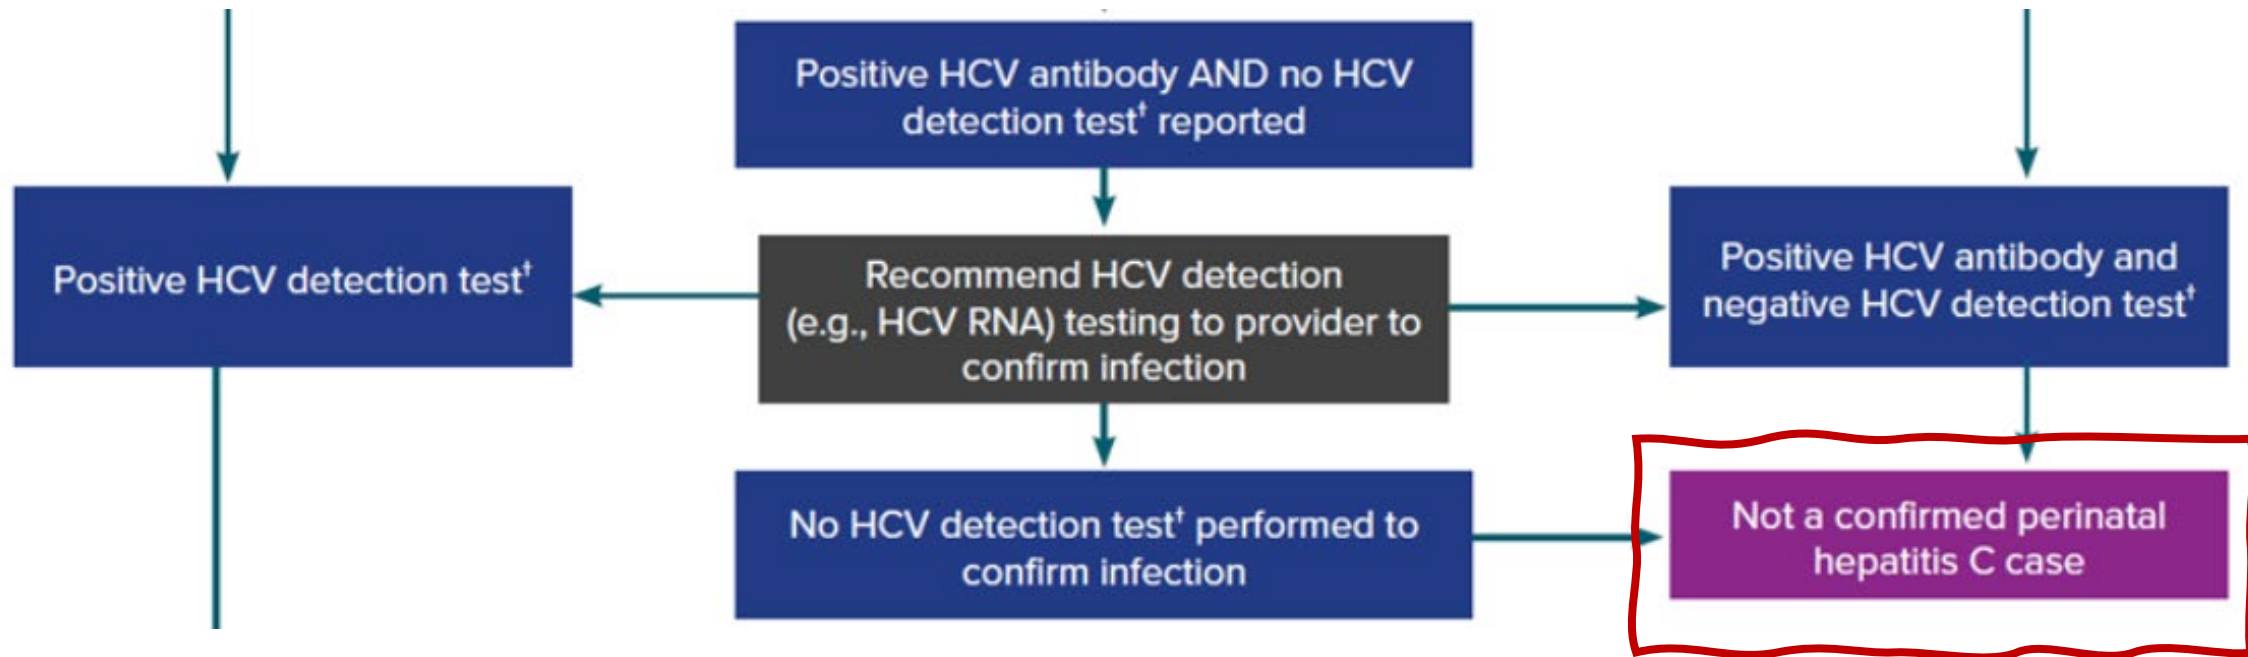 Positive HCV antibody AND no HCV
detection test† reported
Positive HCV detection test†
Recommend HCV detection
(e.g., HCV RNA) testing to provider to
confirm infection
Positive HCV antibody and
negative HCV detection test†
No HCV detection test† performed to
confirm infection
Not a confirmed perinatal
hepatitis C case